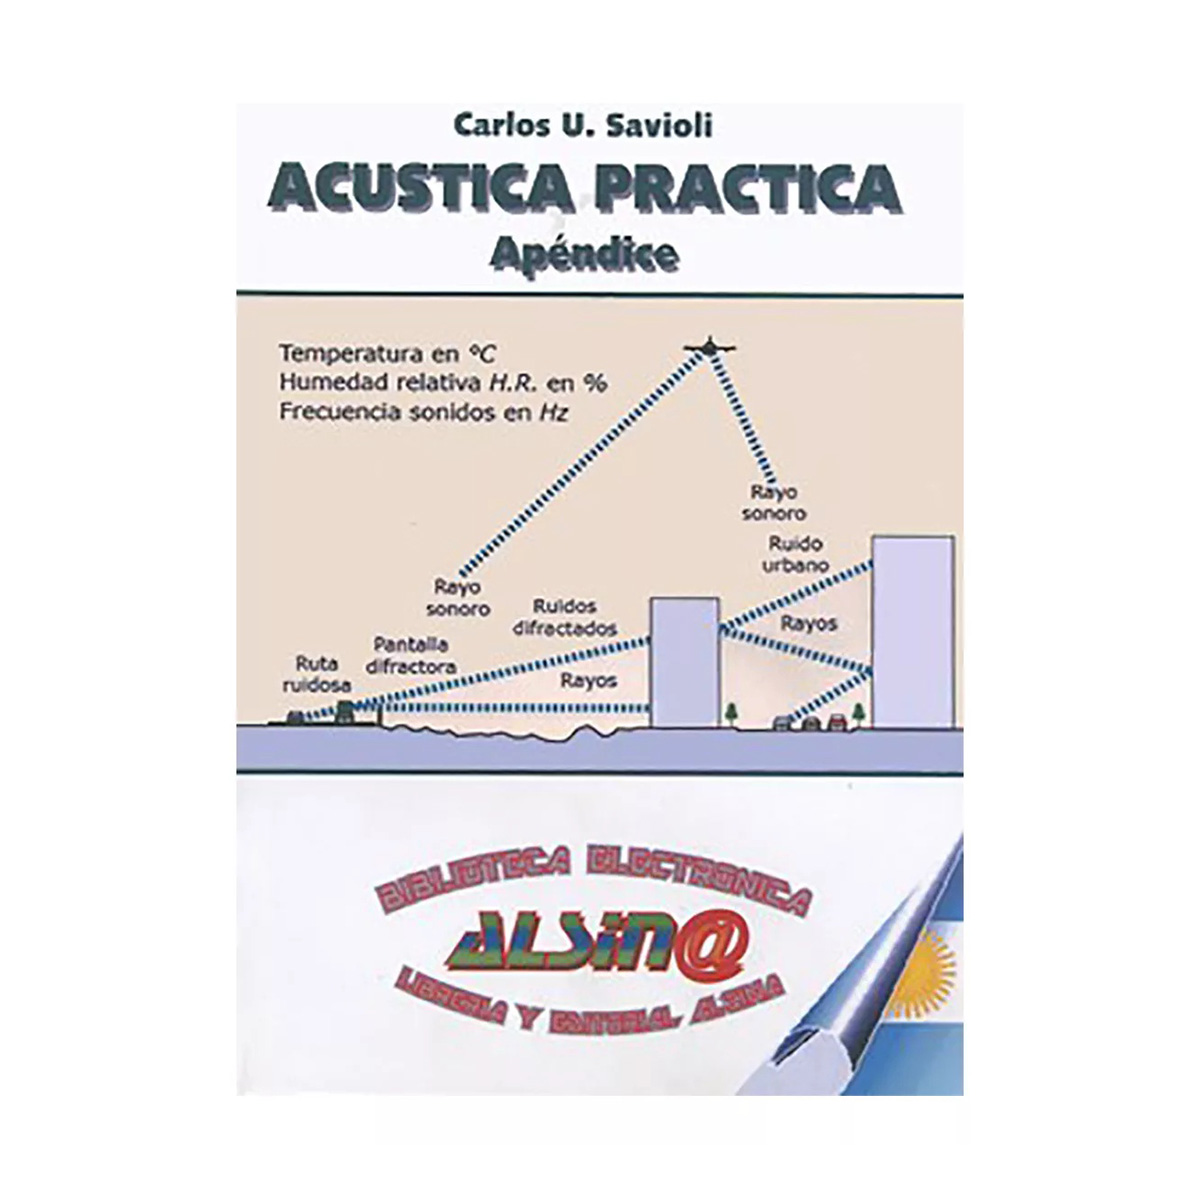 Carlos U. Savioli
ACUSTICA PRACTICA
Apéndice
Temperatura en ºC
Humedad relativa H.R. en %
Frecuencia sonidos en Hz
Rayo
sonoro
Ruido
urbano
Rayo
sonoro
Ruidos
difractados
Rayos
Pantalla
difractora
Ruta
ruidosa
Rayos
BIBLIOTECA ELECTRONICA
ALSiN@
LIBRERIA Y EDITORIAL ALSINA